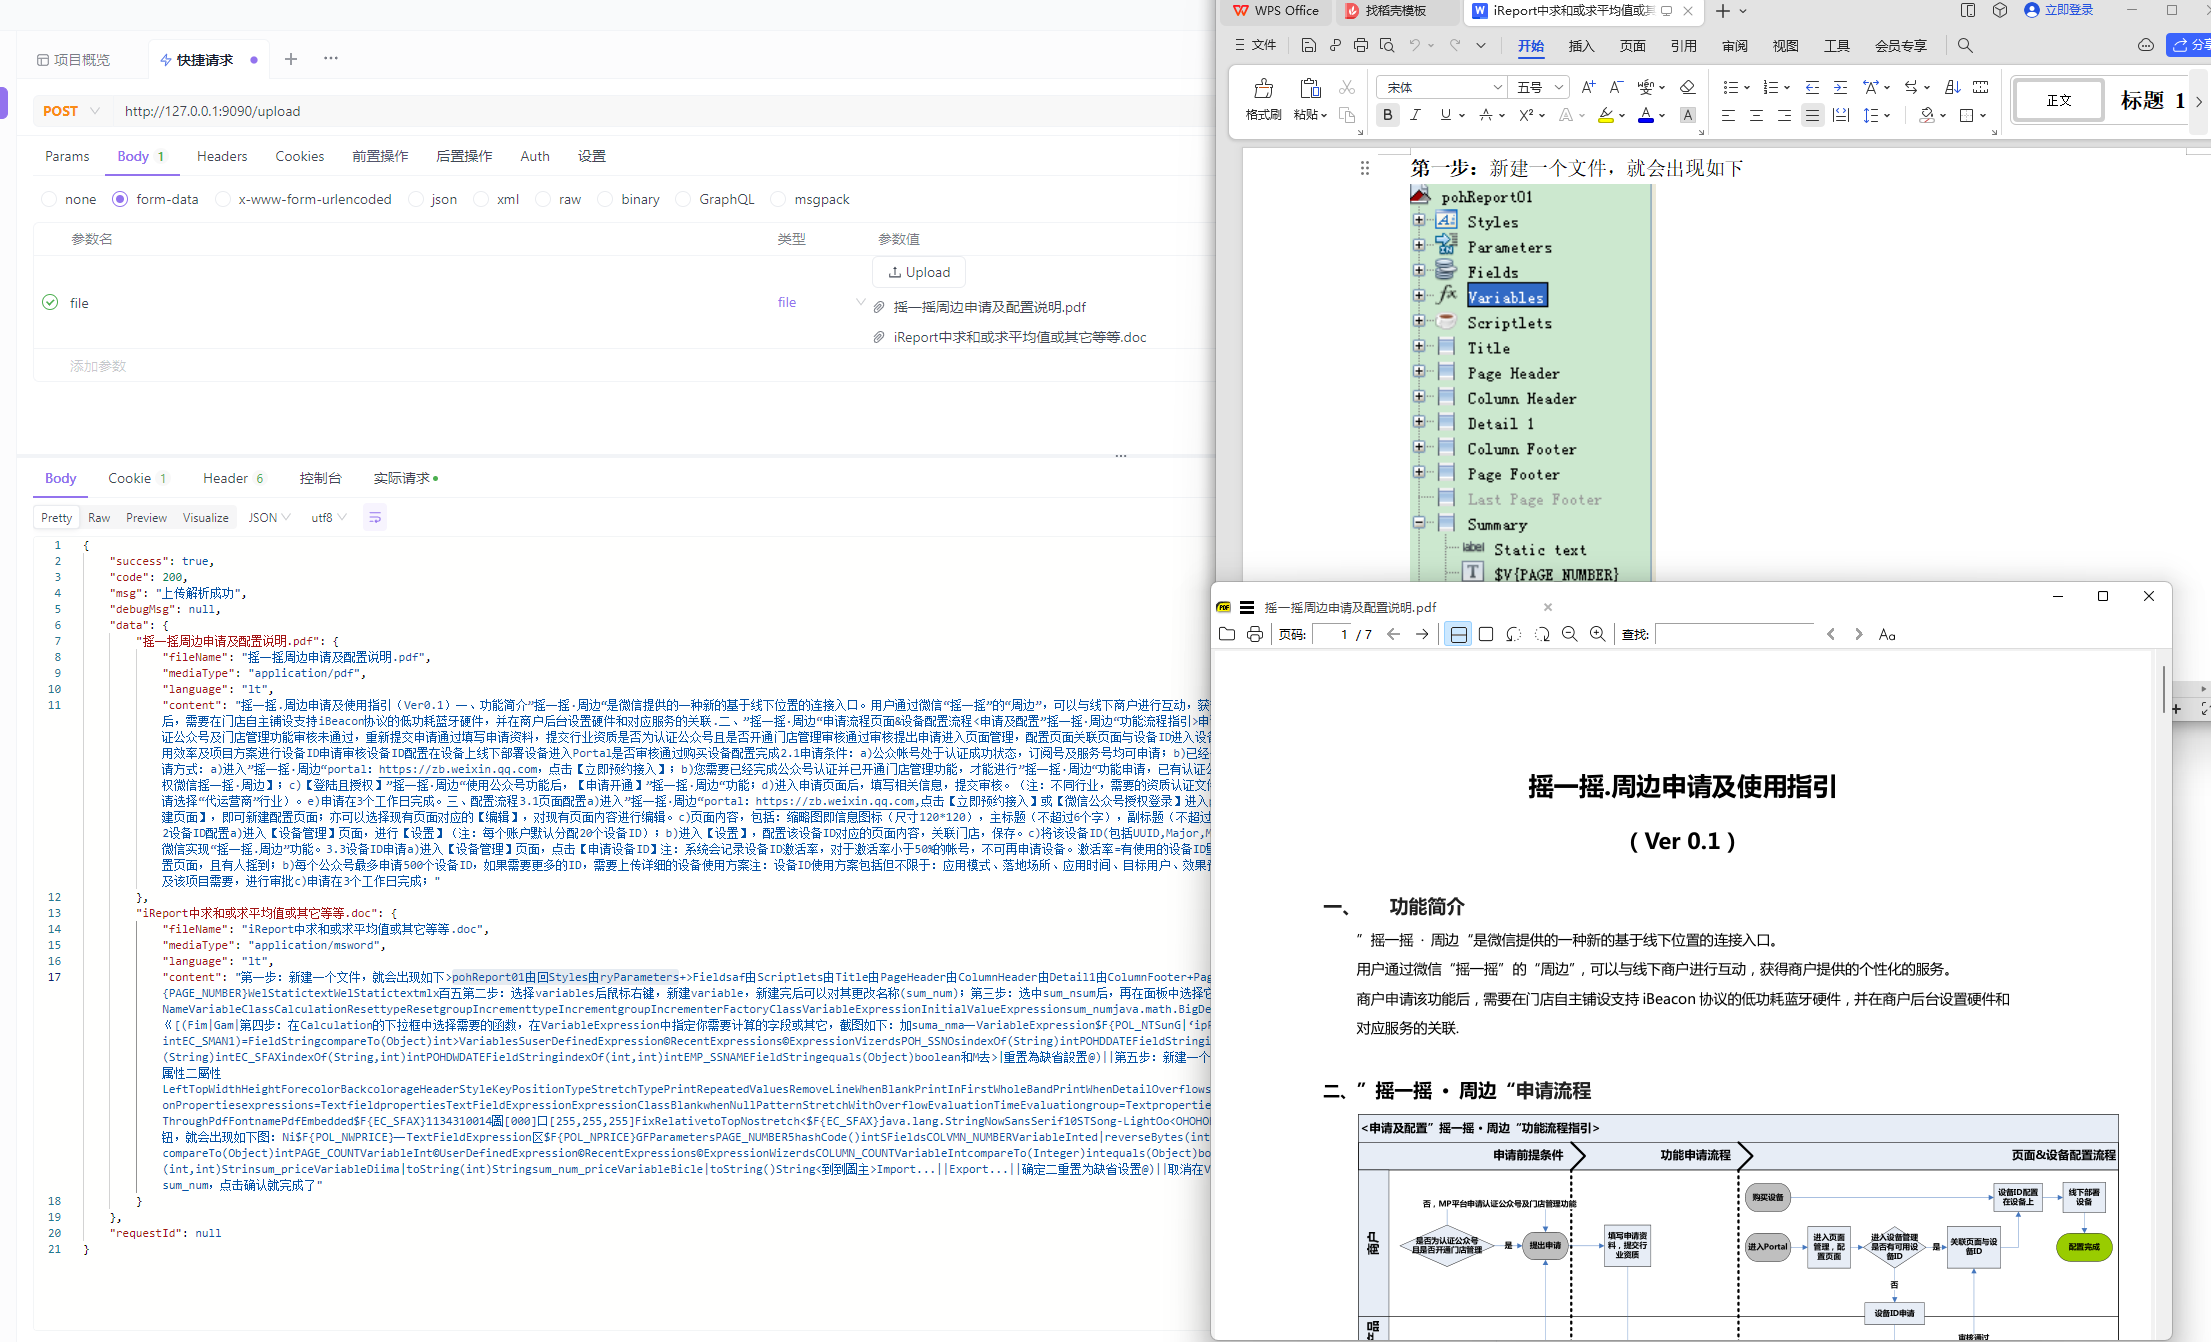 项目概览
快捷请求
POST
http://127.0.0.1:9090/upload
Params
Body 1
Headers
Cookies
前置操作
后置操作
Auth
设置
none
form-data
x-www-form-urlencoded
json
xml
raw
binary
GraphQL
msgpack
参数名
类型
参数值
Upload
file
file
摇一摇周边申请及配置说明.pdf
iReport中求和或求平均值或其它等等.doc
添加参数
Body
Cookie 1
Header 6
控制台
实际请求
Pretty
Raw
Preview
Visualize
JSON
utf8
1 {
2 "success": true,
3 "code": 200,
4 "msg": "上传解析成功",
5 "debugMsg": null,
6 "data": {
7 "摇一摇周边申请及配置说明.pdf": {
8 "fileName": "摇一摇周边申请及配置说明.pdf",
9 "mediaType": "application/pdf",
10 "language": "lt",
11 "content": "摇一摇.周边申请及使用指引（Ver0.1）一、功能简介”摇一摇·周边“是微信提供的一种新的基于线下位置的连接入口。用户通过微信“摇一摇”的“周边”，可以与线下商户进行互动，获
后，需要在门店自主铺设支持iBeacon协议的低功耗蓝牙硬件，并在商户后台设置硬件和对应服务的关联.二、”摇一摇·周边“申请流程页面&设备配置流程<申请及配置”摇一摇·周边“功能流程指引>申
证公众号及门店管理功能审核未通过，重新提交申请通过填写申请资料，提交行业资质是否为认证公众号且是否开通门店管理审核通过审核提出申请进入页面管理，配置页面关联页面与设备ID进入设备
用效率及项目方案进行设备ID申请审核设备ID配置在设备上线下部署设备进入Portal是否审核通过购买设备配置完成2.1申请条件：a)公众帐号处于认证成功状态，订阅号及服务号均可申请；b)已经
请方式：a)进入”摇一摇·周边“portal：https://zb.weixin.qq.com，点击【立即预约接入】；b)您需要已经完成公众号认证并已开通门店管理功能，才能进行”摇一摇·周边“功能申请，已有认证公
权微信摇一摇·周边】；c)【登陆且授权】”摇一摇·周边“使用公众号功能后，【申请开通】”摇一摇·周边“功能；d)进入申请页面后，填写相关信息，提交审核。（注：不同行业，需要的资质认证文件
请选择“代运营商”行业）。e)申请在3个工作日完成。三、配置流程3.1页面配置a)进入”摇一摇·周边“portal：https://zb.weixin.qq.com,点击【立即预约接入】或【微信公众号授权登录】进入
建页面】，即可新建配置页面；亦可以选择现有页面对应的【编辑】，对现有页面内容进行编辑。c)页面内容，包括：缩略图即信息图标（尺寸120*120），主标题（不超过6个字），副标题（不超过
2设备ID配置a)进入【设备管理】页面，进行【设置】（注：每个账户默认分配20个设备ID）；b)进入【设置】，配置该设备ID对应的页面内容，关联门店，保存。c)将该设备ID(包括UUID,Major,M
微信实现“摇一摇.周边”功能。3.3设备ID申请a)进入【设备管理】页面，点击【申请设备ID】注：系统会记录设备ID激活率，对于激活率小于50%的帐号，不可再申请设备。激活率=有使用的设备ID
置页面，且有人摇到；b)每个公众号最多申请500个设备ID，如果需要更多的ID，需要上传详细的设备使用方案注：设备ID使用方案包括但不限于：应用模式、落地场所、应用时间、目标用户、效果
及该项目需要，进行审批c)申请在3个工作日完成；"
12 },
13 "iReport中求和或求平均值或其它等等.doc": {
14 "fileName": "iReport中求和或求平均值或其它等等.doc",
15 "mediaType": "application/msword",
16 "language": "lt",
17 "content": "第一步：新建一个文件，就会出现如下>pohReport01由回Styles由ryParameters+>Fieldsaf由Scriptlets由Title由PageHeader由ColumnHeader由Detail1由ColumnFooter+Pag
{PAGE_NUMBER}WelStatictextWelStatictextmlx百五第二步：选择variables后鼠标右键，新建variable，新建完后可以对其更改名称(sum_num)；第三步：选中sum_nsum后，再在面板中选择它
NameVariableClassCalculationResettypeResetgroupIncrementtypeIncrementgroupIncrementerFactoryClassVariableExpressionInitialValueExpressionsum_numjava.math.BigDe
《[(Fim|Gam|第四步：在Calculation的下拉框中选择需要的函数，在VariableExpression中指定你需要计算的字段或其它，截图如下：加suma_nma—VariableExpression$F{POL_NTSunG|‘ipF
intEC_SMAN1)=FieldStringcompareTo(Object)int>VariablesSuserDefinedExpression©RecentExpressions©ExpressionVizerdsPOH_SSNOsindexOf(String)intPOHDDATEFieldStringi
(String)intEC_SFAXindexOf(String,int)intPOHDWDATEFieldStringindexOf(int,int)intEMP_SSNAMEFieldStringequals(Object)boolean和M去>|重置為缺省設置@)||第五步：新建一个
属性二屬性
LeftTopWidthHeightForecolorBackcolorageHeaderStyleKeyPositionTypeStretchTypePrintRepeatedValuesRemoveLineWhenBlankPrintInFirstWholeBandPrintWhenDetailOverflows
onPropertiesexpressions=TextfieldpropertiesTextFieldExpressionExpressionClassBlankwhenNullPatternStretchWithOverflowEvaluationTimeEvaluationgroup=Textpropertie
ThroughPdfFontnamePdfEmbedded$F{EC_SFAX}1134310014圖[000]口[255,255,255]FixRelativetoTopNostretch<$F{EC_SFAX}java.lang.StringNowSansSerif10STSong-LightOo<OHOHON
钮，就会出现如下图：Ni$F{POL_NWPRICE}—TextFieldExpression区$F{POL_NPRICE}GFParametersPAGE_NUMBER5hashCode()intSFieldsCOLVMN_NUMBERVariableInted|reverseBytes(int
compareTo(Object)intPAGE_COUNTVariableInt©UserDefinedExpression©RecentExpressions©ExpressionWizerdsCOLUMN_COUNTVariableIntcompareTo(Integer)intequals(Object)bo
(int,int)Strinsum_priceVariableDiima|toString(int)Stringsum_num_priceVariableBicle|toString()String<到到圄主>Import...||Export...||确定二重置为缺省设置@)||取消在V
sum_num，点击确认就完成了"
18 }
19 },
20 "requestId": null
21 }
WPS Office
找稻壳模板
iReport中求和或求平均值或其
立即登录
文件
开始
插入
页面
引用
审阅
视图
工具
会员专享
分享
格式刷
粘贴
宋体
五号
正文
标题 1
第一步：新建一个文件，就会出现如下
pohReport01
Styles
Parameters
Fields
Variables
Scriptlets
Title
Page Header
Column Header
Detail 1
Column Footer
Page Footer
Last Page Footer
Summary
label Static text
$V{PAGE_NUMBER}
摇一摇周边申请及配置说明.pdf
页码: 1 / 7
查找:
摇一摇.周边申请及使用指引
（ Ver 0.1 ）
一、 功能简介
”摇一摇 · 周边“是微信提供的一种新的基于线下位置的连接入口。
用户通过微信“摇一摇”的“周边”，可以与线下商户进行互动，获得商户提供的个性化的服务。
商户申请该功能后，需要在门店自主铺设支持 iBeacon 协议的低功耗蓝牙硬件，并在商户后台设置硬件和
对应服务的关联.
二、”摇一摇 · 周边“申请流程
<申请及配置”摇一摇·周边“功能流程指引>
申请前提条件
功能申请流程
页面&设备配置流程
商户
否，MP平台申请认证公众号及门店管理功能
是否为认证公众号
且是否开通门店管理
是
提出申请
填写申请资
料，提交行
业资质
购买设备
进入Portal
进入页面
管理，配
置页面
进入设备管理
是否有可用设
备ID
是
关联页面与设
备ID
设备ID配置
在设备上
线下部署
设备
配置完成
否
设备ID申请
审核通过